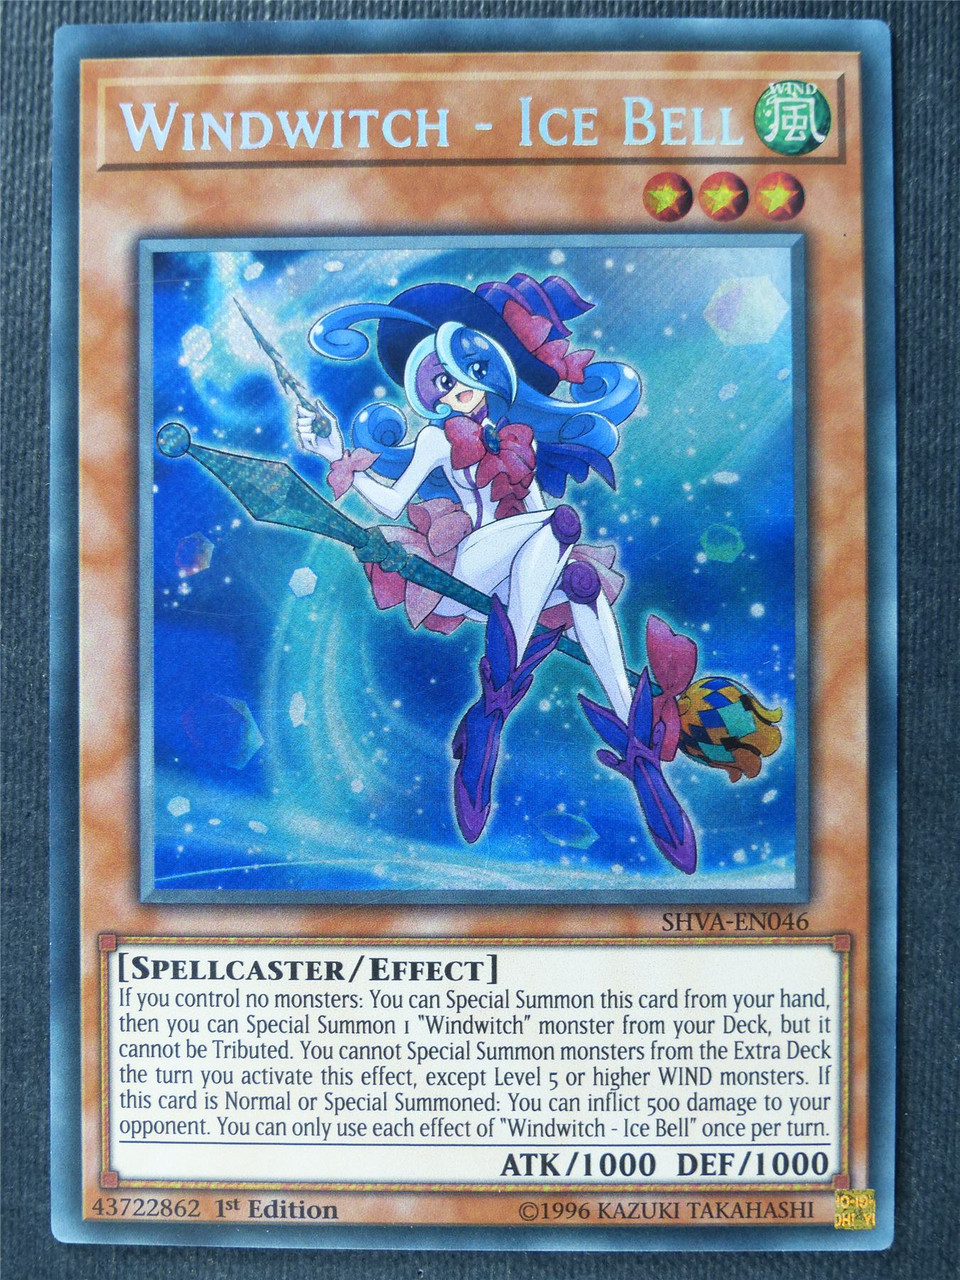 WINDWITCH - ICE BELL
WIND
風
SHVA-EN046
[SPELLCASTER/EFFECT]
If you control no monsters: You can Special Summon this card from your hand,
then you can Special Summon 1 "Windwitch" monster from your Deck, but it
cannot be Tributed. You cannot Special Summon monsters from the Extra Deck
the turn you activate this effect, except Level 5 or higher WIND monsters. If
this card is Normal or Special Summoned: You can inflict 500 damage to your
opponent. You can only use each effect of "Windwitch - Ice Bell" once per turn.
ATK/1000 DEF/1000
43722862 1st Edition
©1996 KAZUKI TAKAHASHI